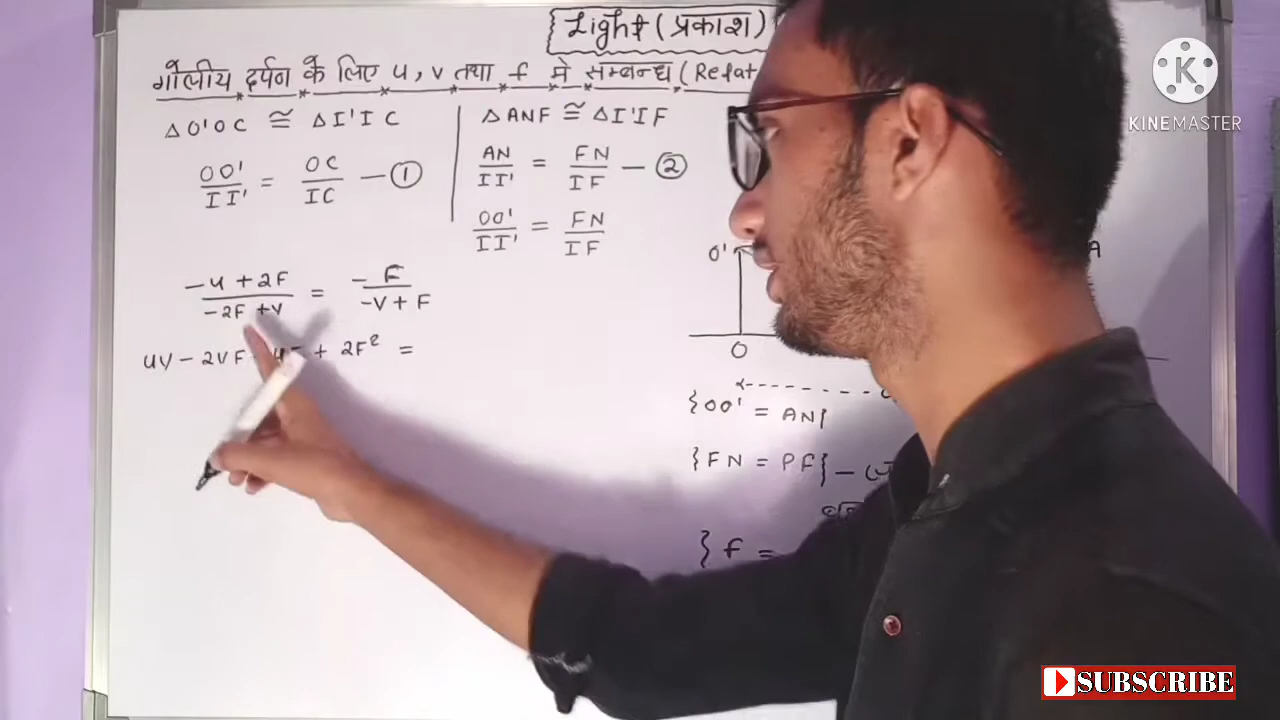 Light (प्रकाश)
गोलीय दर्पण के लिए u, v तथा f मे सम्बन्ध (Relat
△O'OC ≅ △I'IC
OO'/II' = OC/IC — ①
△ANF ≅ △I'IF
AN/II' = FN/IF — ②
OO'/II' = FN/IF
-u + 2F / -2F + v = -F / -v + F
uv - 2vF + 2F² =
O'
A
O
{OO' = AN}
{FN = PF} —
{ f =
KINEMASTER
SUBSCRIBE